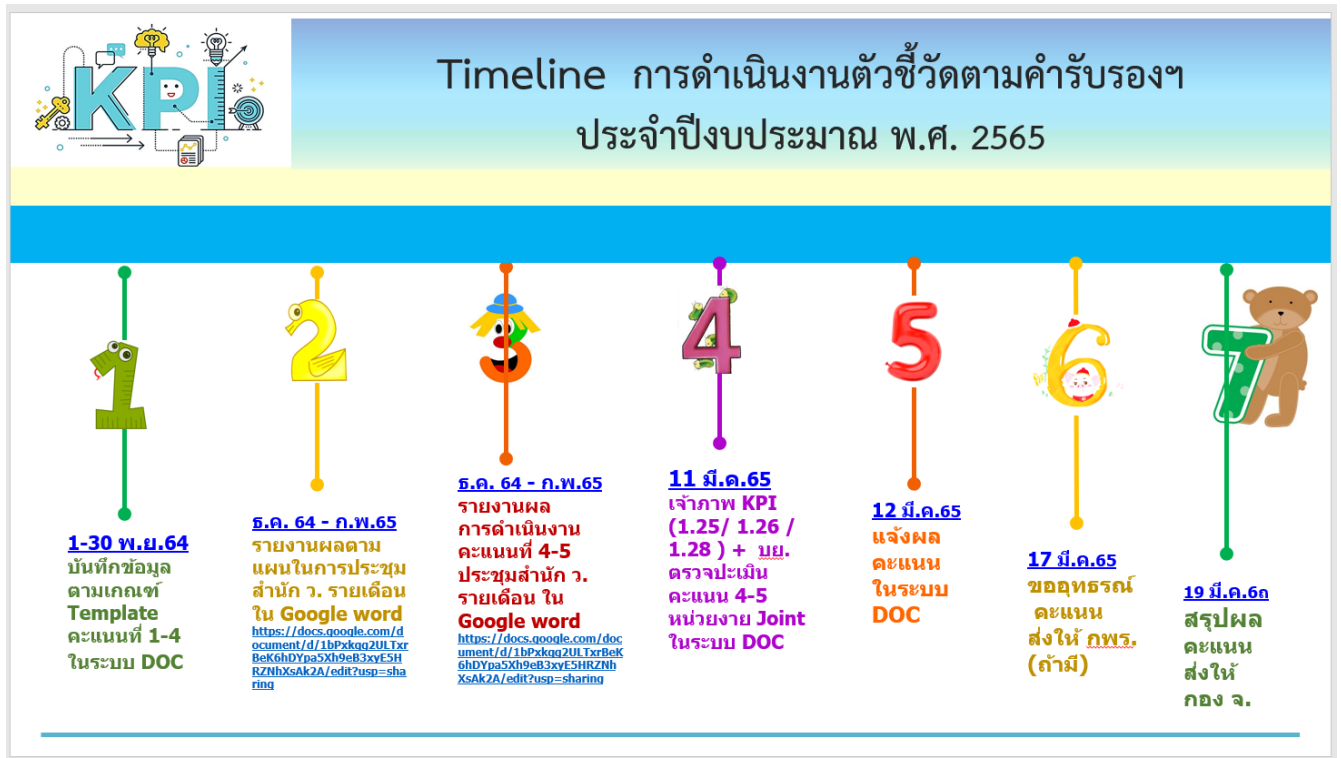 KPI
Timeline การดำเนินงานตัวชี้วัดตามคำรับรองฯ
ประจำปีงบประมาณ พ.ศ. 2565
1
1-30 พ.ย.64
บันทึกข้อมูล
ตามเกณฑ์
Template
คะแนนที่ 1-4
ในระบบ DOC
2
ธ.ค. 64 - ก.พ.65
รายงานผลตาม
แผนในการประชุม
สำนัก ว. รายเดือน
ใน Google word
https://docs.google.com/d
ocument/d/1bPxkqg2ULTxr
BeK6hDYpa5Xh9eB3xyE5H
RZNhXsAk2A/edit?usp=sha
ring
3
ธ.ค. 64 - ก.พ.65
รายงานผล
การดำเนินงาน
คะแนนที่ 4-5
ประชุมสำนัก ว.
รายเดือน ใน
Google word
https://docs.google.com/doc
ument/d/1bPxkqg2ULTxrBeK
6hDYpa5Xh9eB3xyE5HRZNh
XsAk2A/edit?usp=sharing
4
11 มี.ค.65
เจ้าภาพ KPI
(1.25/ 1.26 /
1.28 ) + บย.
ตรวจปะเมิน
คะแนน 4-5
หน่วยงาย Joint
ในระบบ DOC
5
12 มี.ค.65
แจ้งผล
คะแนน
ในระบบ
DOC
6
17 มี.ค.65
ขออุทธรณ์
คะแนน
ส่งให้ กพร.
(ถ้ามี)
7
19 มี.ค.6ถ
สรุปผล
คะแนน
ส่งให้
กอง จ.